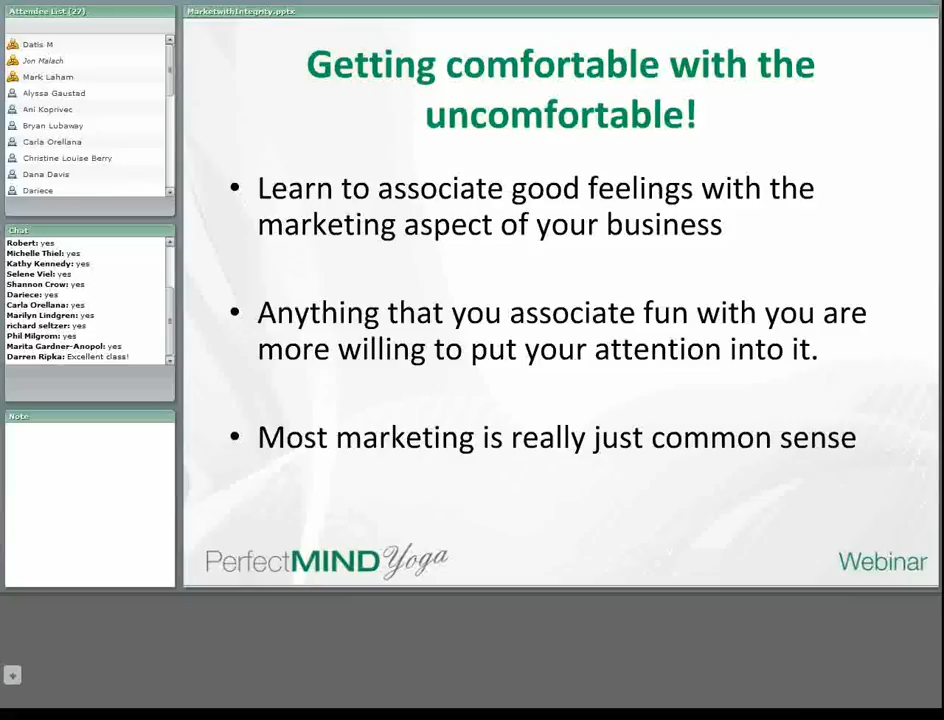 Attendee List (27)
Datis M
Jon Malach
Mark Laham
Alyssa Gaustad
Ani Koprivec
Bryan Lubaway
Carla Orellana
Christine Louise Berry
Dana Davis
Dariece
Chat
Robert: yes
Michelle Thiel: yes
Kathy Kennedy: yes
Selene Viel: yes
Shannon Crow: yes
Dariece: yes
Carla Orellana: yes
Marilyn Lindgren: yes
richard seltzer: yes
Phil Milgrom: yes
Marita Gardner-Anopol: yes
Darren Ripka: Excellent class!
Note
MarketwithIntegrity.pptx
Getting comfortable with the
uncomfortable!
• Learn to associate good feelings with the
marketing aspect of your business
• Anything that you associate fun with you are
more willing to put your attention into it.
• Most marketing is really just common sense
PerfectMIND Yoga
Webinar